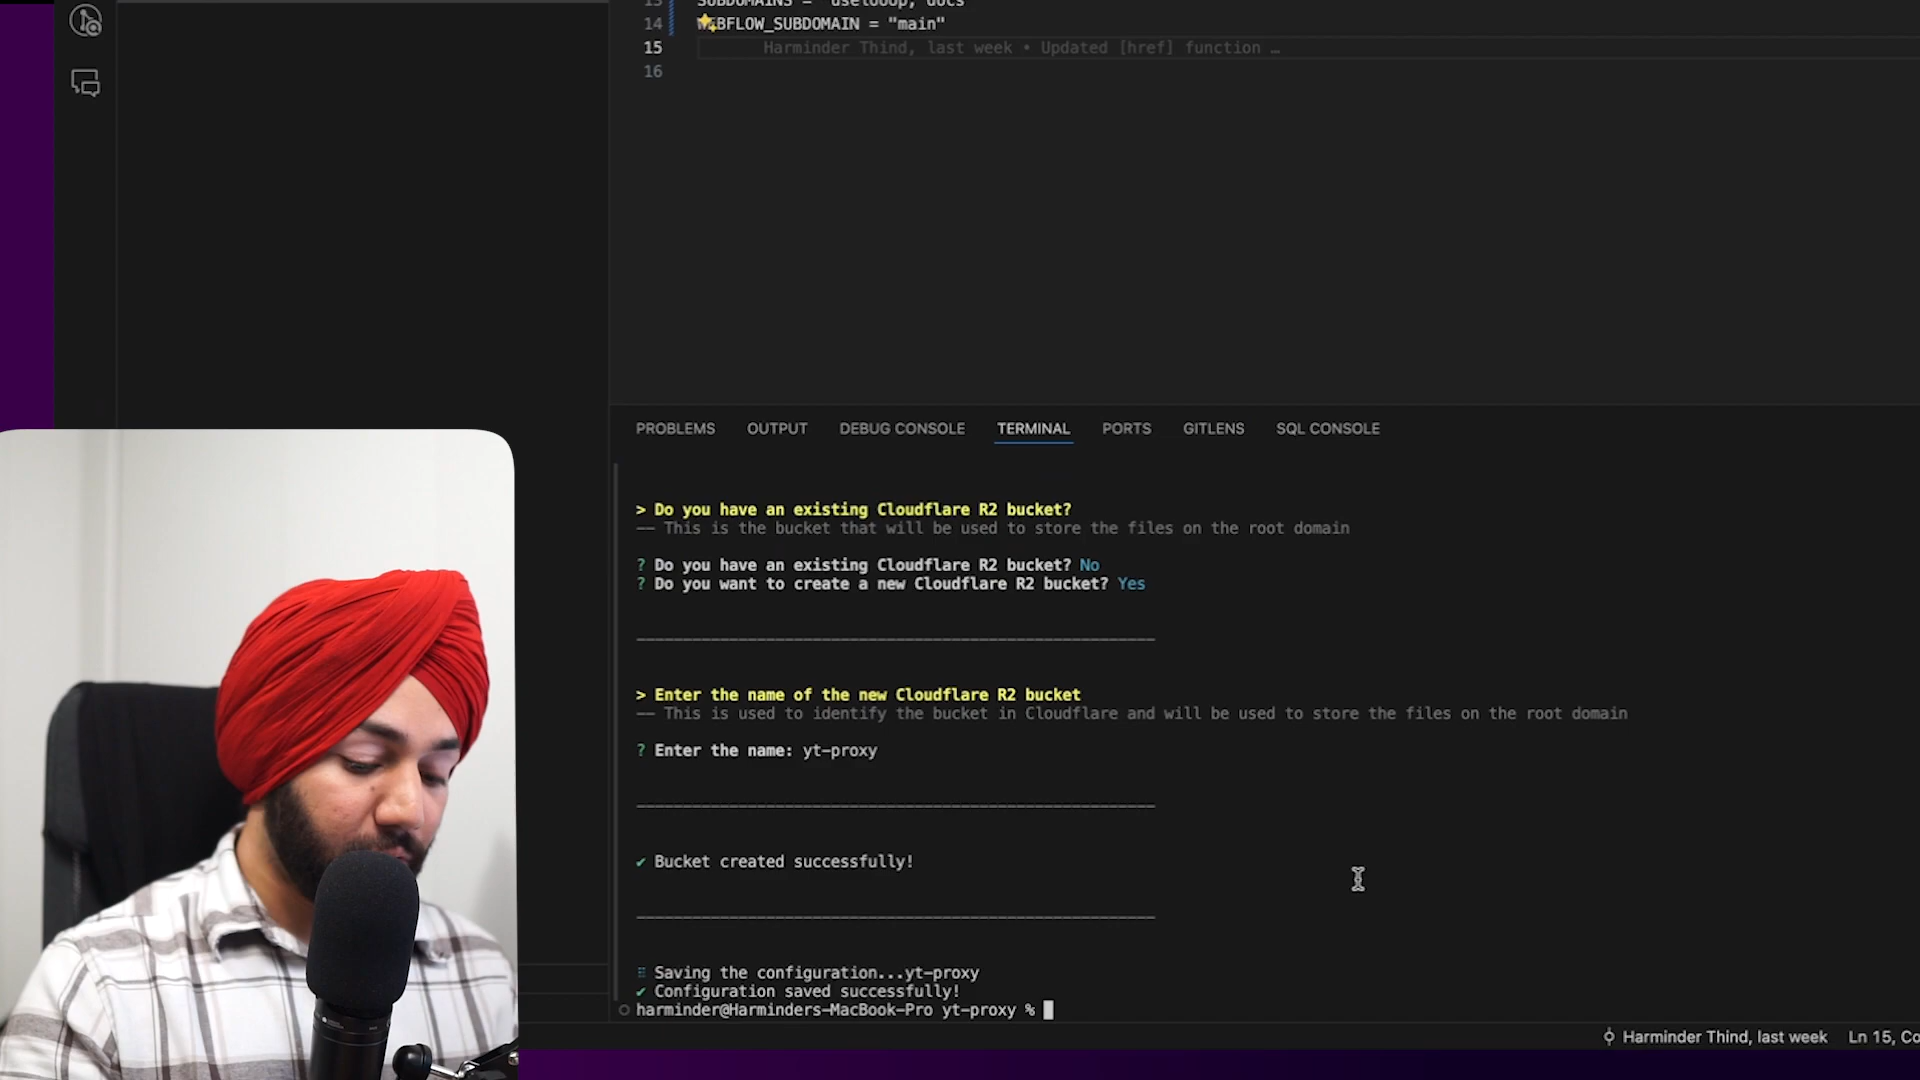 13 SUBDOMAINS = "uselooop, docs
14 WEBFLOW_SUBDOMAIN = "main"
15 Harminder Thind, last week • Updated [href] function …
16
PROBLEMS OUTPUT DEBUG CONSOLE TERMINAL PORTS GITLENS SQL CONSOLE
> Do you have an existing Cloudflare R2 bucket?
—— This is the bucket that will be used to store the files on the root domain
? Do you have an existing Cloudflare R2 bucket? No
? Do you want to create a new Cloudflare R2 bucket? Yes
> Enter the name of the new Cloudflare R2 bucket
—— This is used to identify the bucket in Cloudflare and will be used to store the files on the root domain
? Enter the name: yt-proxy
✔ Bucket created successfully!
Saving the configuration...yt-proxy
✔ Configuration saved successfully!
harminder@Harminders-MacBook-Pro yt-proxy %
Harminder Thind, last week Ln 15, Co